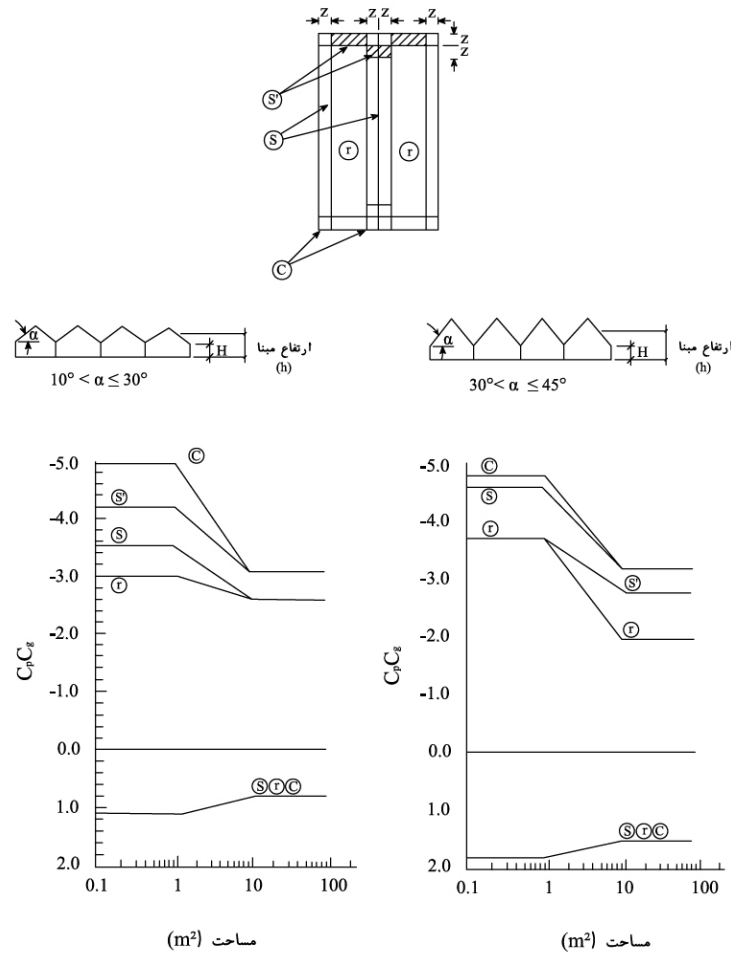 Z Z Z Z
Z
Z
S'
S
r r
C
α
H
ارتفاع مبنا
(h)
10° < α ≤ 30°
α
H
ارتفاع مبنا
(h)
30° < α ≤ 45°
CpCg
-5.0
-4.0
-3.0
-2.0
-1.0
0.0
1.0
2.0
C
S'
S
r
S r C
0.1 1 10 100
مساحت (m²)
CpCg
-5.0
-4.0
-3.0
-2.0
-1.0
0.0
1.0
2.0
C
S
r
S'
r
S r C
0.1 1 10 100
مساحت (m²)